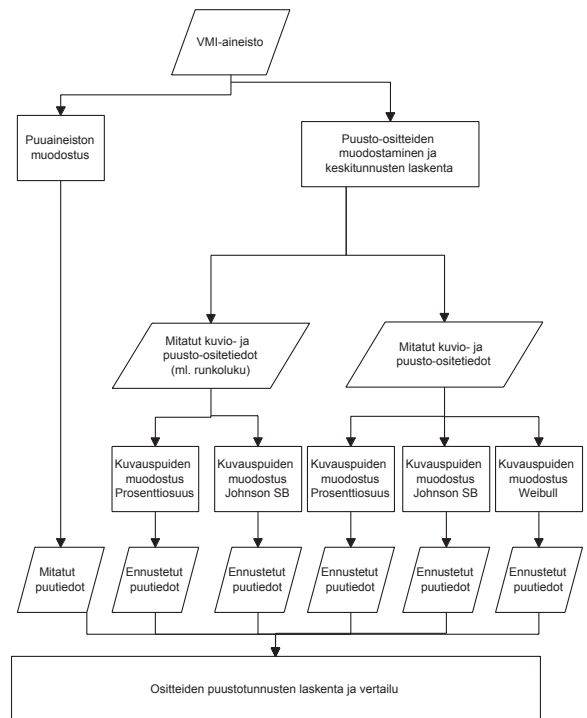 VMI-aineisto
Puuaineiston
muodostus
Puusto-ositteiden
muodostaminen ja
keskitunnusten laskenta
Mitatut kuvio- ja
puusto-ositetiedot
(ml. runkoluku)
Mitatut kuvio- ja
puusto-ositetiedot
Kuvauspuiden
muodostus
Prosenttiosuus
Kuvauspuiden
muodostus
Johnson SB
Kuvauspuiden
muodostus
Prosenttiosuus
Kuvauspuiden
muodostus
Johnson SB
Kuvauspuiden
muodostus
Weibull
Mitatut
puutiedot
Ennustetut
puutiedot
Ennustetut
puutiedot
Ennustetut
puutiedot
Ennustetut
puutiedot
Ennustetut
puutiedot
Ositteiden puustotunnusten laskenta ja vertailu